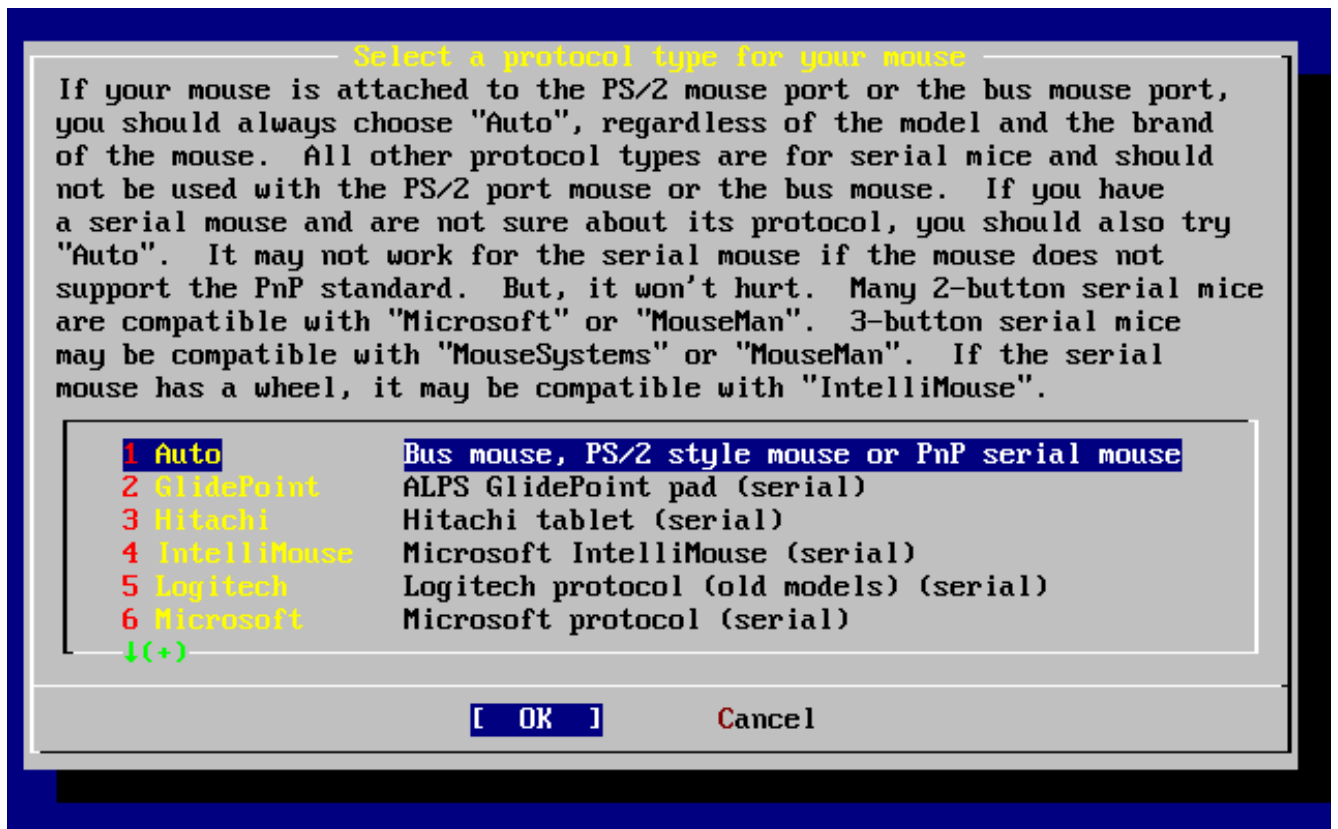 Select a protocol type for your mouse
If your mouse is attached to the PS/2 mouse port or the bus mouse port,
you should always choose "Auto", regardless of the model and the brand
of the mouse.  All other protocol types are for serial mice and should
not be used with the PS/2 port mouse or the bus mouse.  If you have
a serial mouse and are not sure about its protocol, you should also try
"Auto".  It may not work for the serial mouse if the mouse does not
support the PnP standard.  But, it won't hurt.  Many 2-button serial mice
are compatible with "Microsoft" or "MouseMan".  3-button serial mice
may be compatible with "MouseSystems" or "MouseMan".  If the serial
mouse has a wheel, it may be compatible with "IntelliMouse".
1 Auto Bus mouse, PS/2 style mouse or PnP serial mouse
2 GlidePoint ALPS GlidePoint pad (serial)
3 Hitachi Hitachi tablet (serial)
4 IntelliMouse Microsoft IntelliMouse (serial)
5 Logitech Logitech protocol (old models) (serial)
6 Microsoft Microsoft protocol (serial)
↓(+)
[ OK ] Cancel